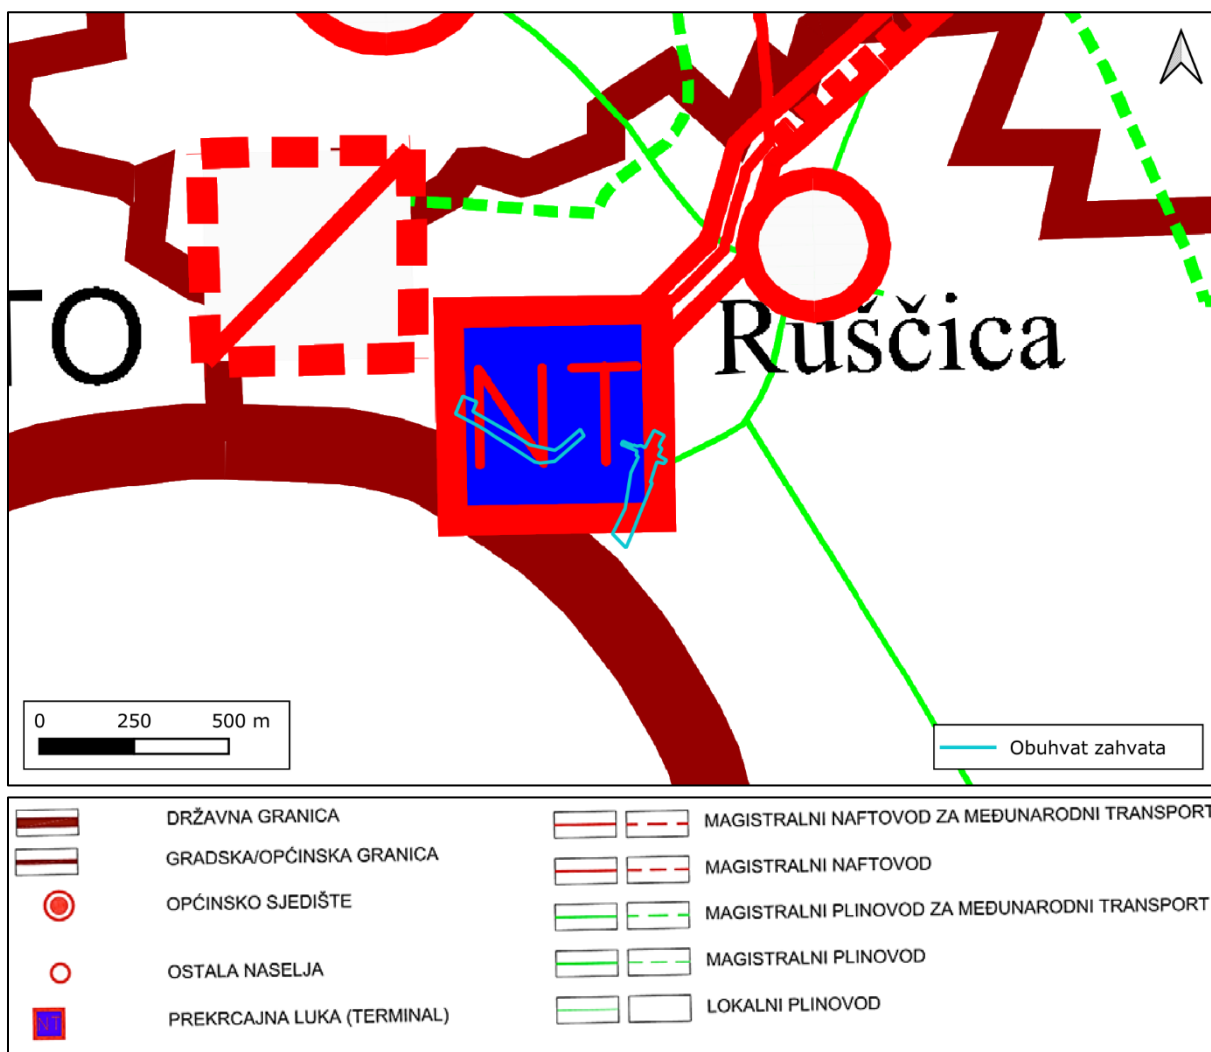 TO
Ruščica
NT
0 250 500 m
Obuhvat zahvata
DRŽAVNA GRANICA
GRADSKA/OPĆINSKA GRANICA
OPĆINSKO SJEDIŠTE
OSTALA NASELJA
NT PREKRCAJNA LUKA (TERMINAL)
MAGISTRALNI NAFTOVOD ZA MEĐUNARODNI TRANSPORT
MAGISTRALNI NAFTOVOD
MAGISTRALNI PLINOVOD ZA MEĐUNARODNI TRANSPORT
MAGISTRALNI PLINOVOD
LOKALNI PLINOVOD